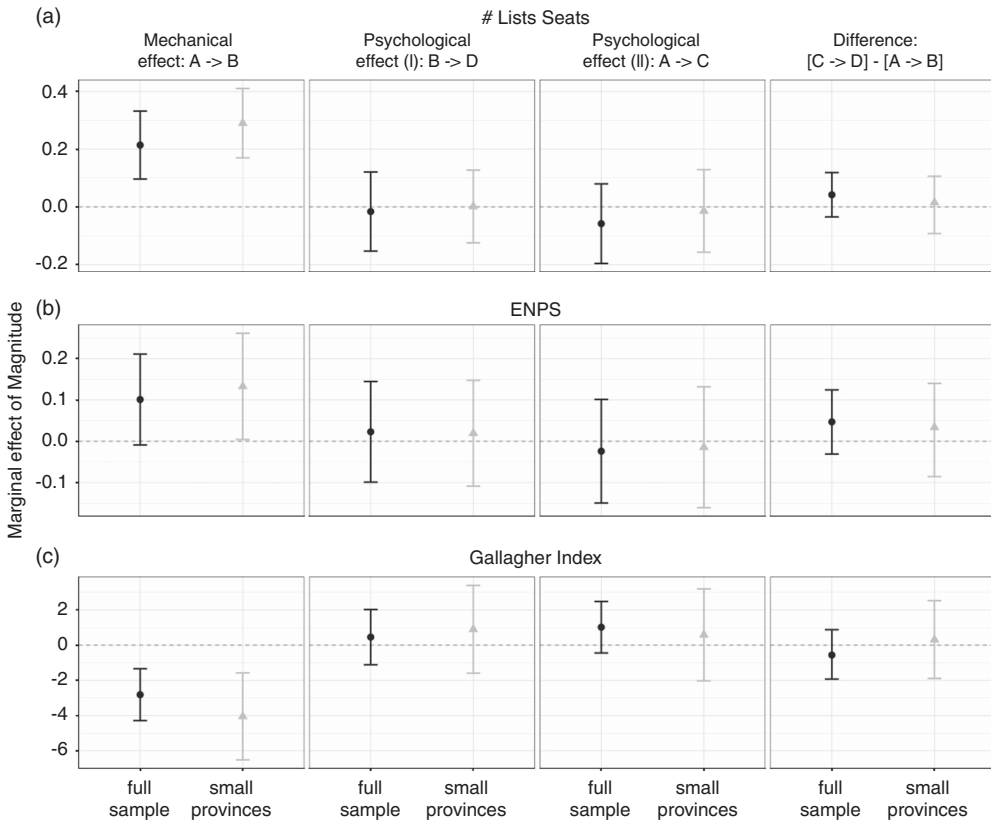 (a)
# Lists Seats
Mechanical
effect: A -> B
Psychological
effect (I): B -> D
Psychological
effect (II): A -> C
Difference:
[C -> D] - [A -> B]
0.4
0.2
0.0
-0.2
(b)
ENPS
0.2
0.1
0.0
-0.1
Marginal effect of Magnitude
(c)
Gallagher Index
2
0
-2
-4
-6
full
sample
small
provinces
full
sample
small
provinces
full
sample
small
provinces
full
sample
small
provinces